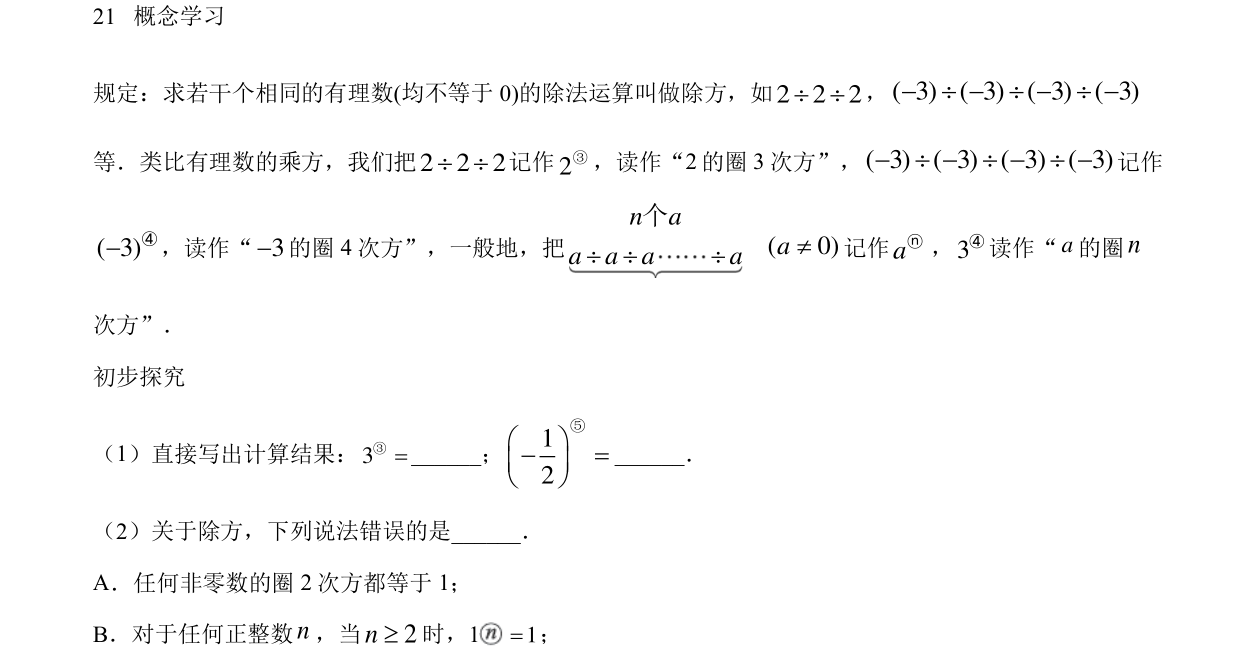 21 概念学习
规定：求若干个相同的有理数(均不等于 0)的除法运算叫做除方，如 2÷2÷2，(−3)÷(−3)÷(−3)÷(−3)
等．类比有理数的乘方，我们把 2÷2÷2 记作 2^③，读作“2 的圈 3 次方”，(−3)÷(−3)÷(−3)÷(−3) 记作
n个a
(−3)^④，读作“−3 的圈 4 次方”，一般地，把 a÷a÷a……÷a (a≠0) 记作 a^ⓝ，3^④ 读作“a 的圈 n
次方”．
初步探究
（1）直接写出计算结果：3^③ =______；(−1/2)^⑤ =______．
（2）关于除方，下列说法错误的是______．
A．任何非零数的圈 2 次方都等于 1；
B．对于任何正整数 n，当 n≥2 时，1ⓝ =1；